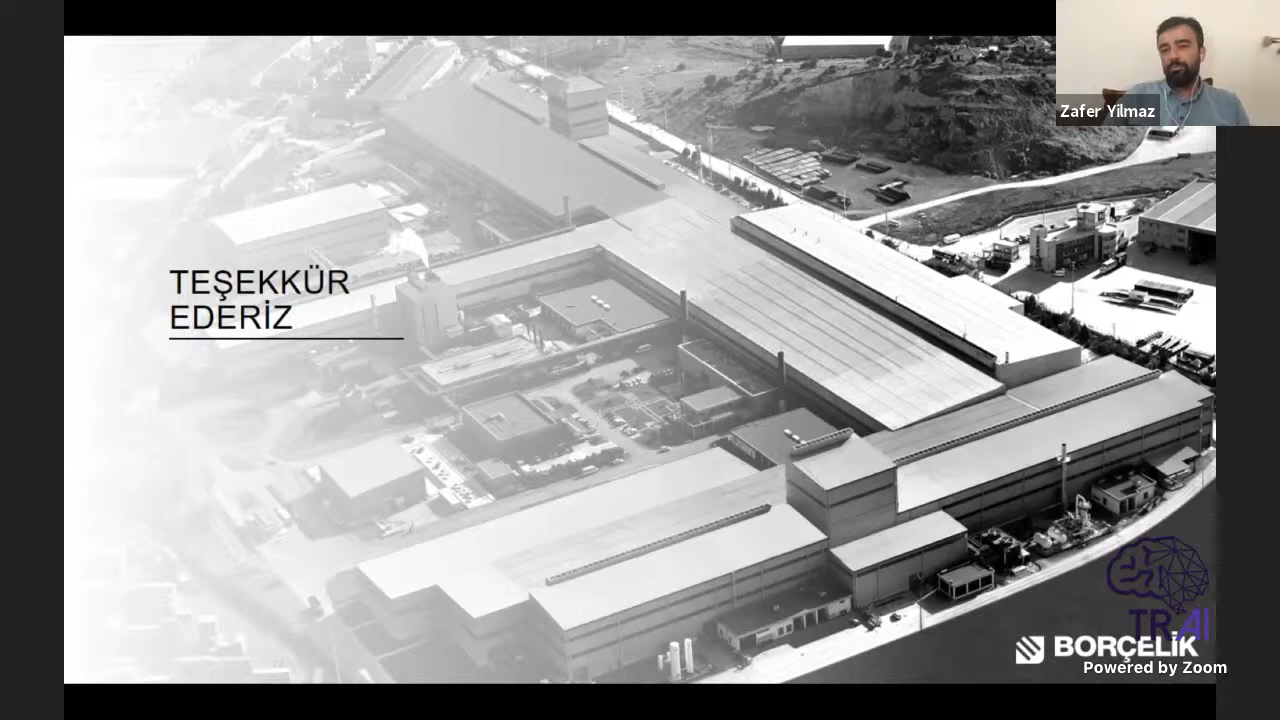 Zafer Yilmaz
TEŞEKKÜR
EDERİZ
TRAI
BORÇELİK
Powered by Zoom